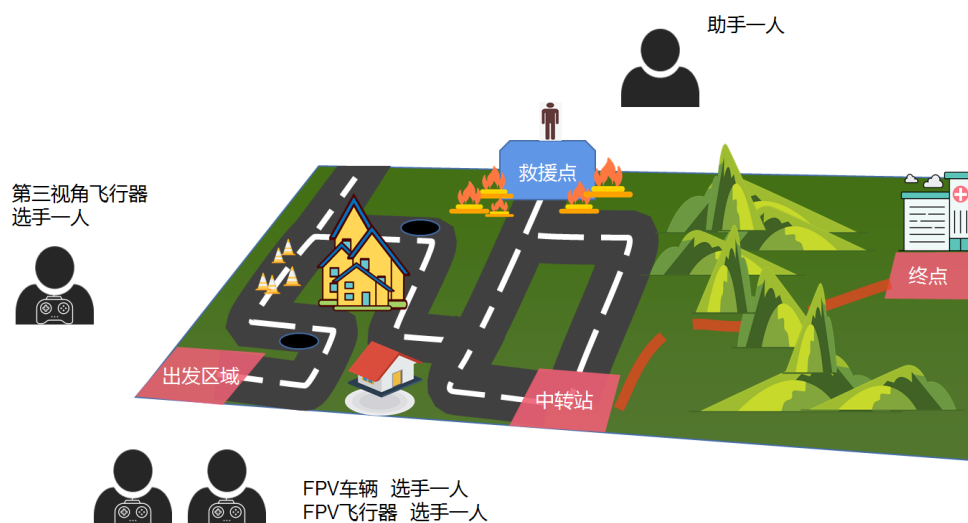 助手一人
救援点
第三视角飞行器
选手一人
终点
出发区域
中转站
FPV车辆 选手一人
FPV飞行器 选手一人